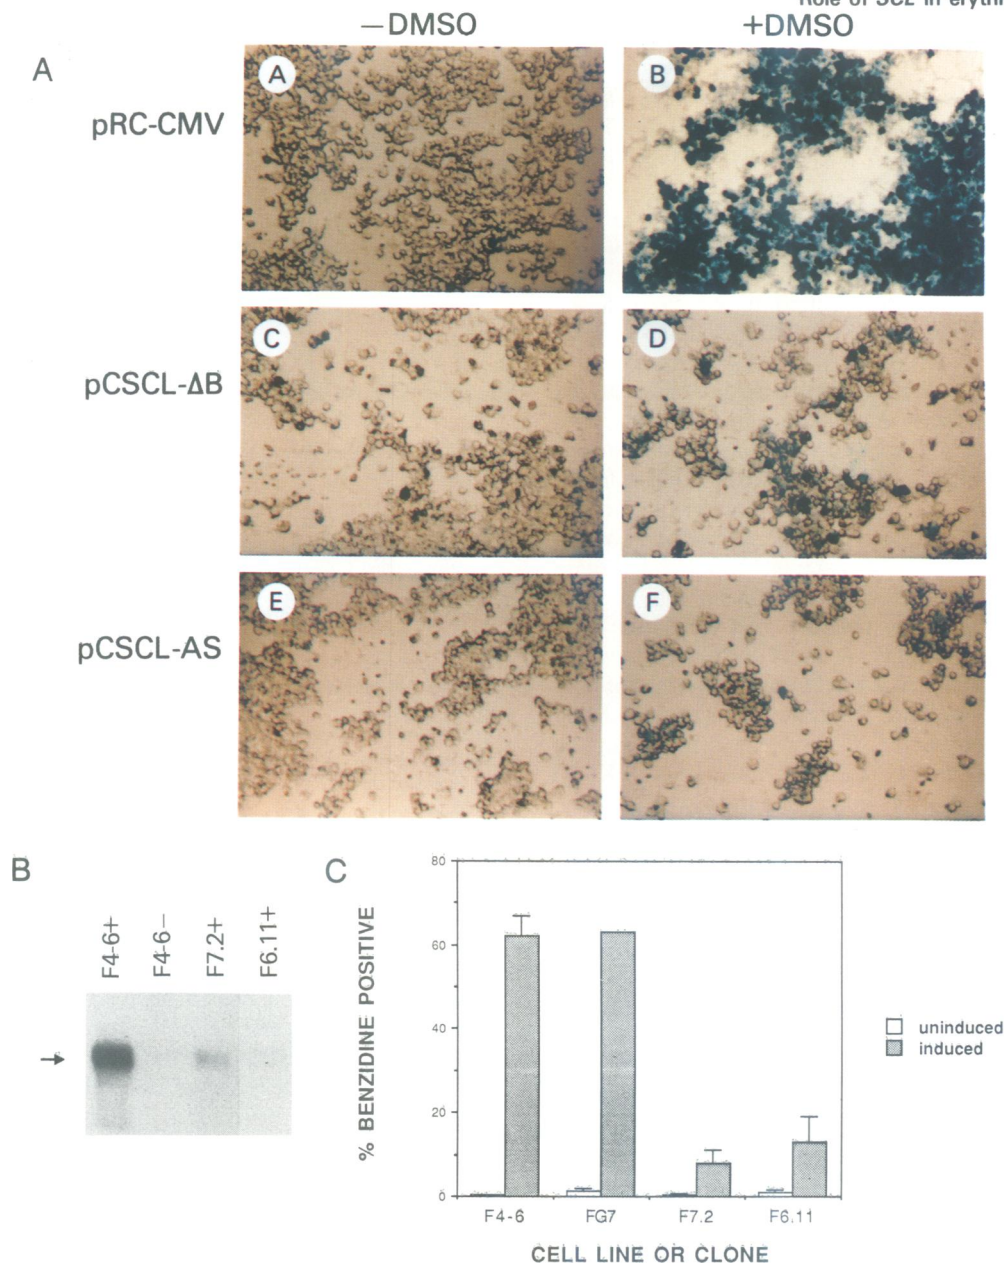 Role of SCL in
−DMSO
+DMSO
A
A
B
pRC-CMV
C
D
pCSCL-ΔB
E
F
pCSCL-AS
B
F4-6+
F4-6−
F7.2+
F6.11+
C
80
60
40
20
0
% BENZIDINE POSITIVE
F4-6
FG7
F7.2
F6.11
CELL LINE OR CLONE
uninduced
induced